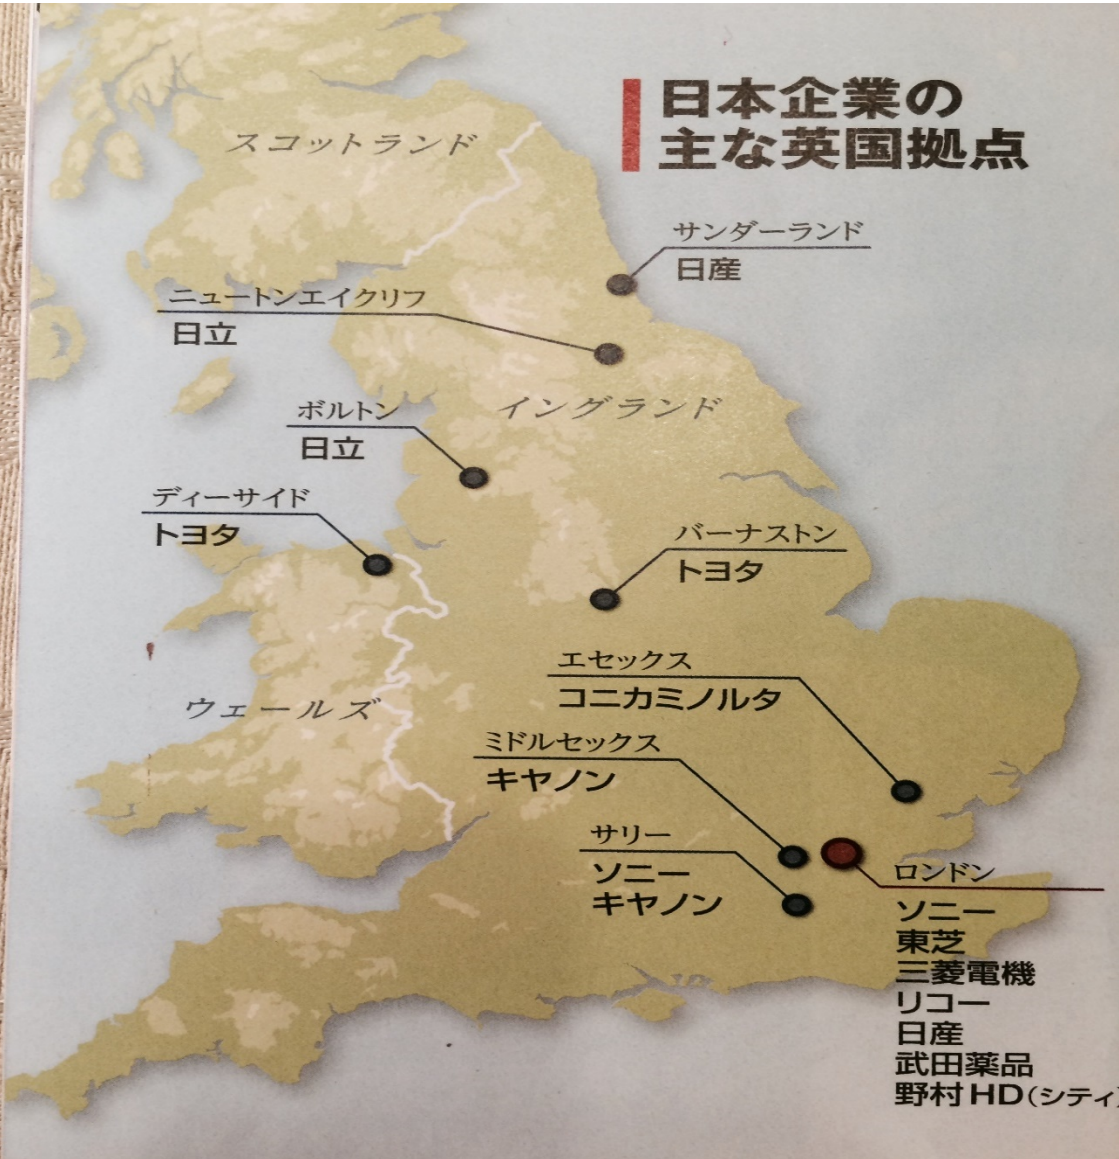 日本企業の
主な英国拠点
スコットランド
サンダーランド
日産
ニュートンエイクリフ
日立
イングランド
ボルトン
日立
ディーサイド
トヨタ
バーナストン
トヨタ
エセックス
コニカミノルタ
ウェールズ
ミドルセックス
キヤノン
サリー
ソニー
キヤノン
ロンドン
ソニー
東芝
三菱電機
リコー
日産
武田薬品
野村HD(シティ)